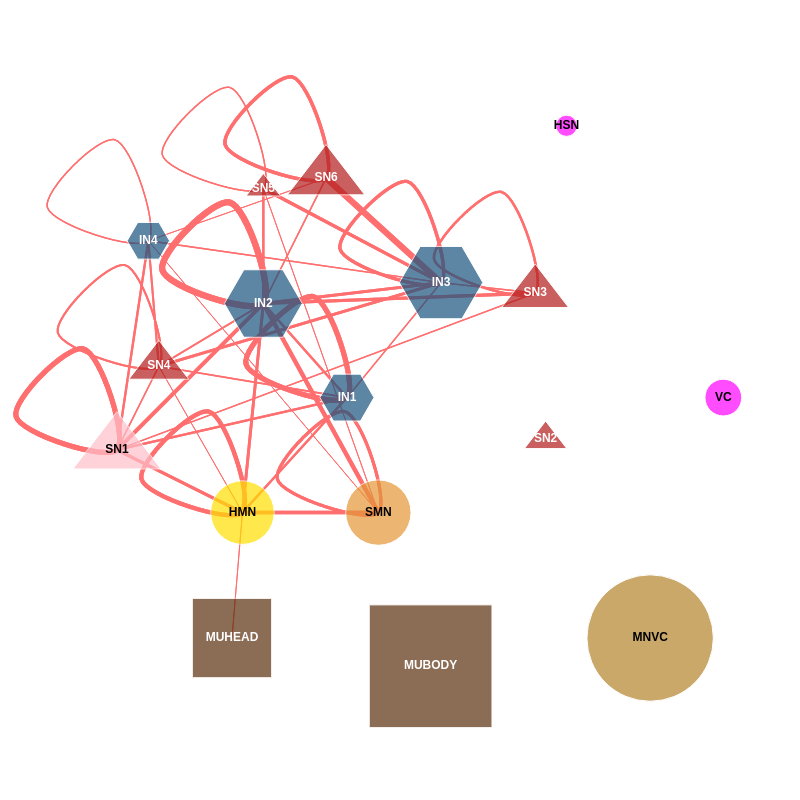 HSN
SN6
SN5
IN4
IN3
SN3
IN2
SN4
IN1
VC
SN2
SN1
HMN
SMN
MUHEAD
MNVC
MUBODY